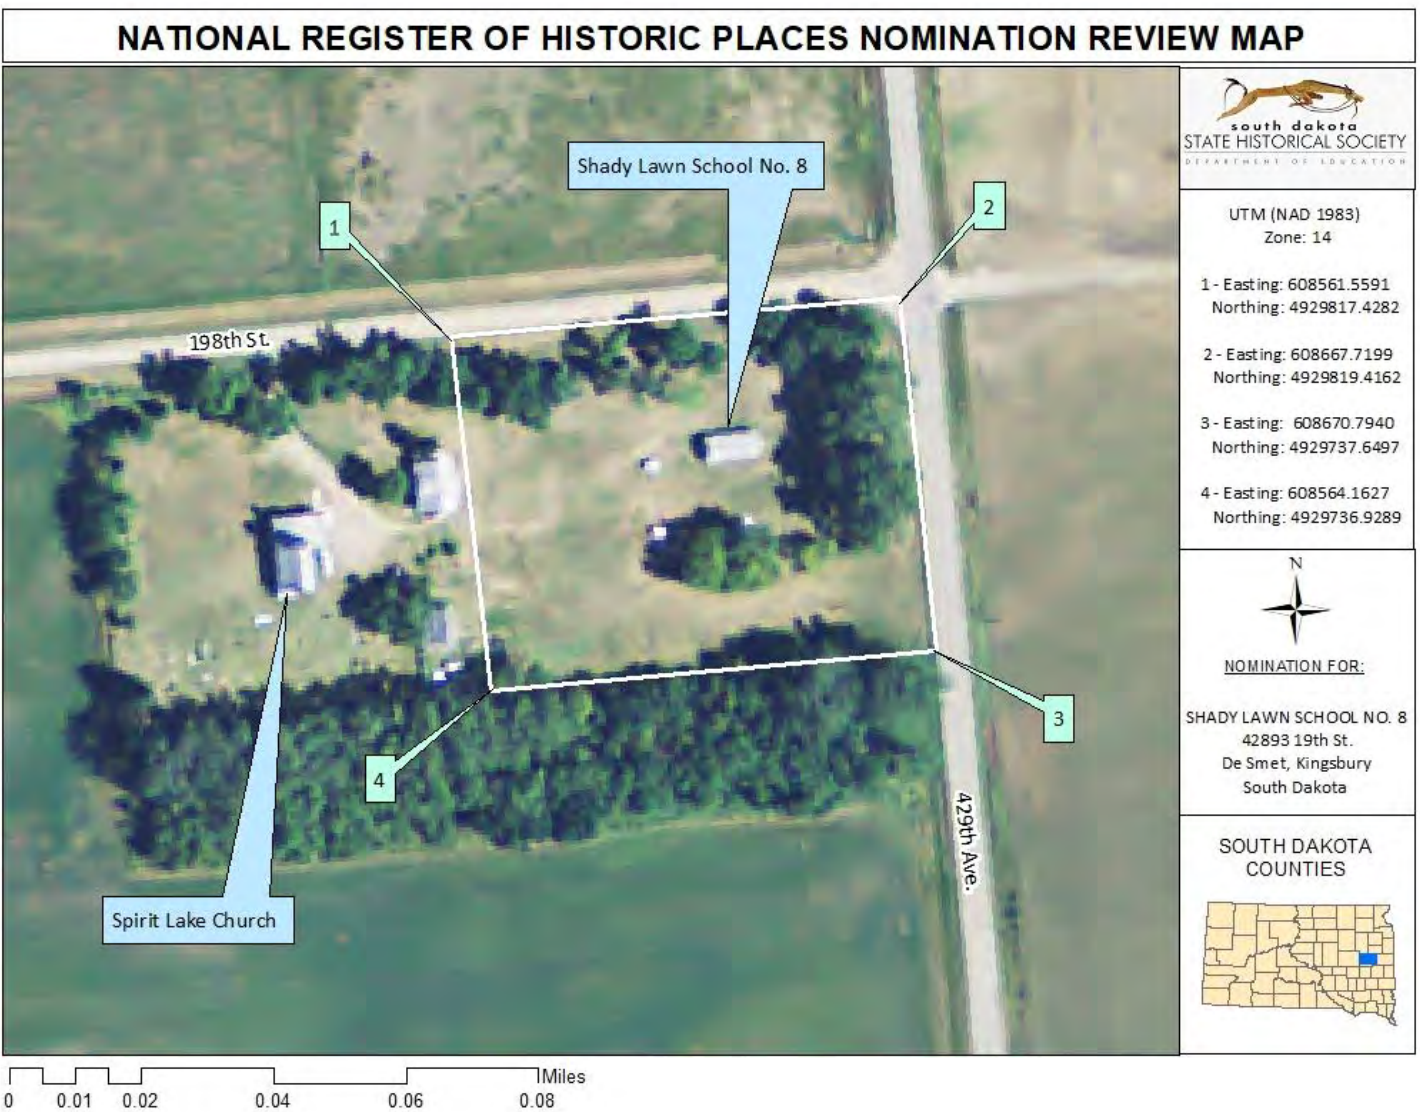 NATIONAL REGISTER OF HISTORIC PLACES NOMINATION REVIEW MAP
Shady Lawn School No. 8
1
2
198th St.
3
4
429th Ave.
Spirit Lake Church
south dakota
STATE HISTORICAL SOCIETY
DEPARTMENT OF EDUCATION
UTM (NAD 1983)
Zone: 14
1 - Easting: 608561.5591
Northing: 4929817.4282
2 - Easting: 608667.7199
Northing: 4929819.4162
3 - Easting: 608670.7940
Northing: 4929737.6497
4 - Easting: 608564.1627
Northing: 4929736.9289
N
NOMINATION FOR:
SHADY LAWN SCHOOL NO. 8
42893 19th St.
De Smet, Kingsbury
South Dakota
SOUTH DAKOTA
COUNTIES
Miles
0 0.01 0.02 0.04 0.06 0.08